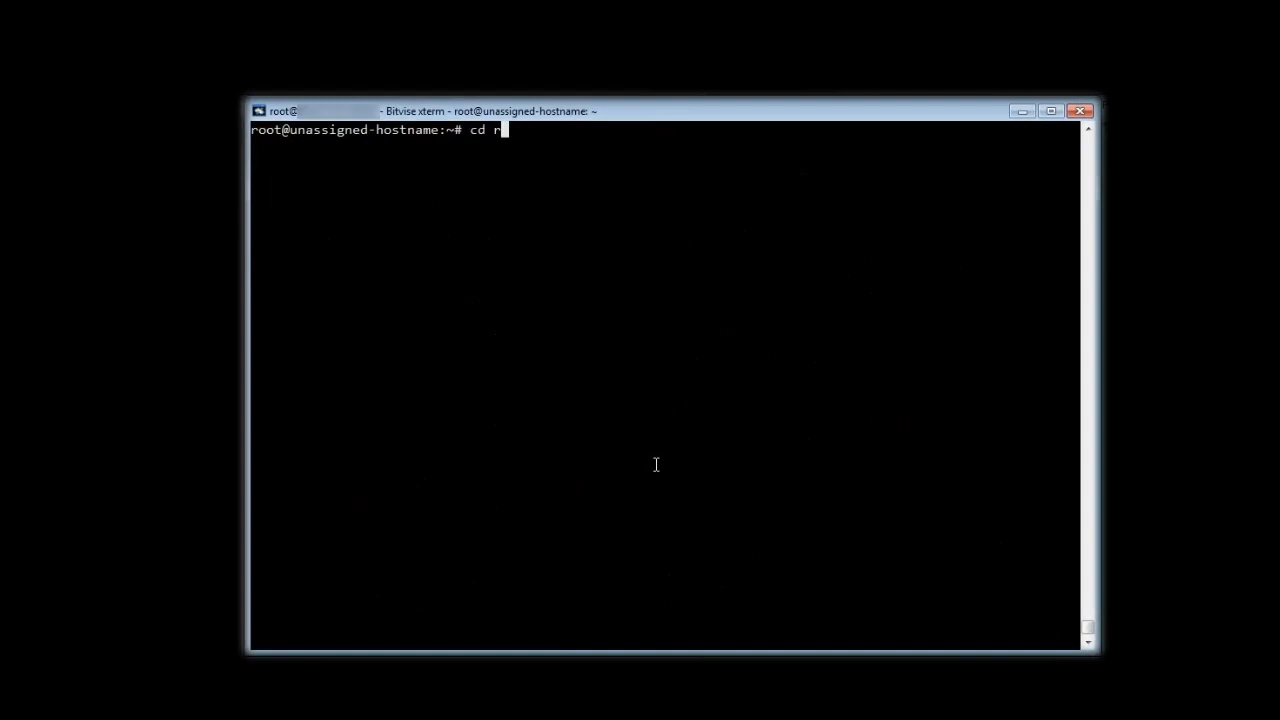 root@ - Bitvise xterm - root@unassigned-hostname: ~
root@unassigned-hostname:~# cd r